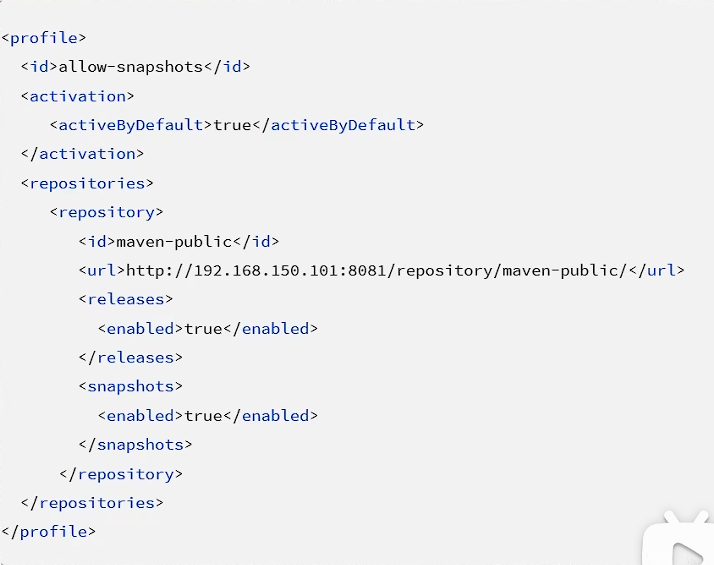 <profile>
  <id>allow-snapshots</id>
  <activation>
     <activeByDefault>true</activeByDefault>
  </activation>
  <repositories>
     <repository>
        <id>maven-public</id>
        <url>http://192.168.150.101:8081/repository/maven-public/</url>
        <releases>
          <enabled>true</enabled>
        </releases>
        <snapshots>
          <enabled>true</enabled>
        </snapshots>
      </repository>
  </repositories>
</profile>